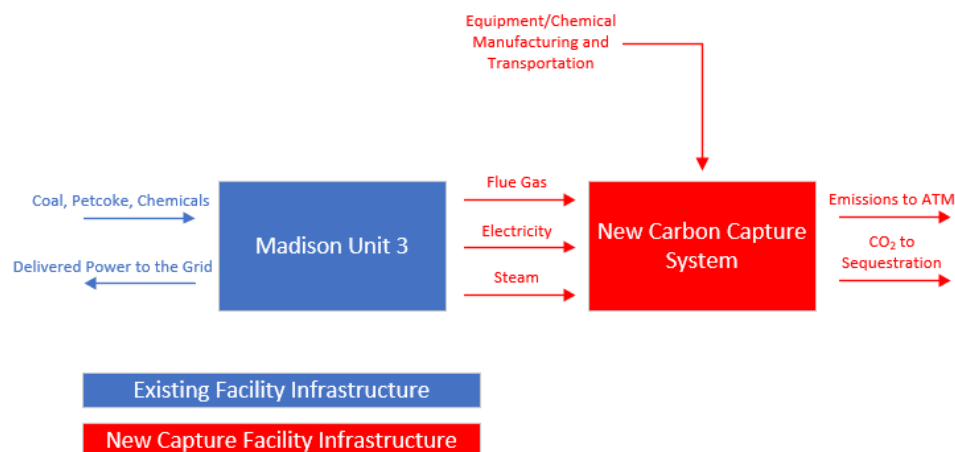 Equipment/Chemical
Manufacturing and
Transportation
Coal, Petcoke, Chemicals
Delivered Power to the Grid
Madison Unit 3
Flue Gas
Electricity
Steam
New Carbon Capture
System
Emissions to ATM
CO₂ to
Sequestration
Existing Facility Infrastructure
New Capture Facility Infrastructure